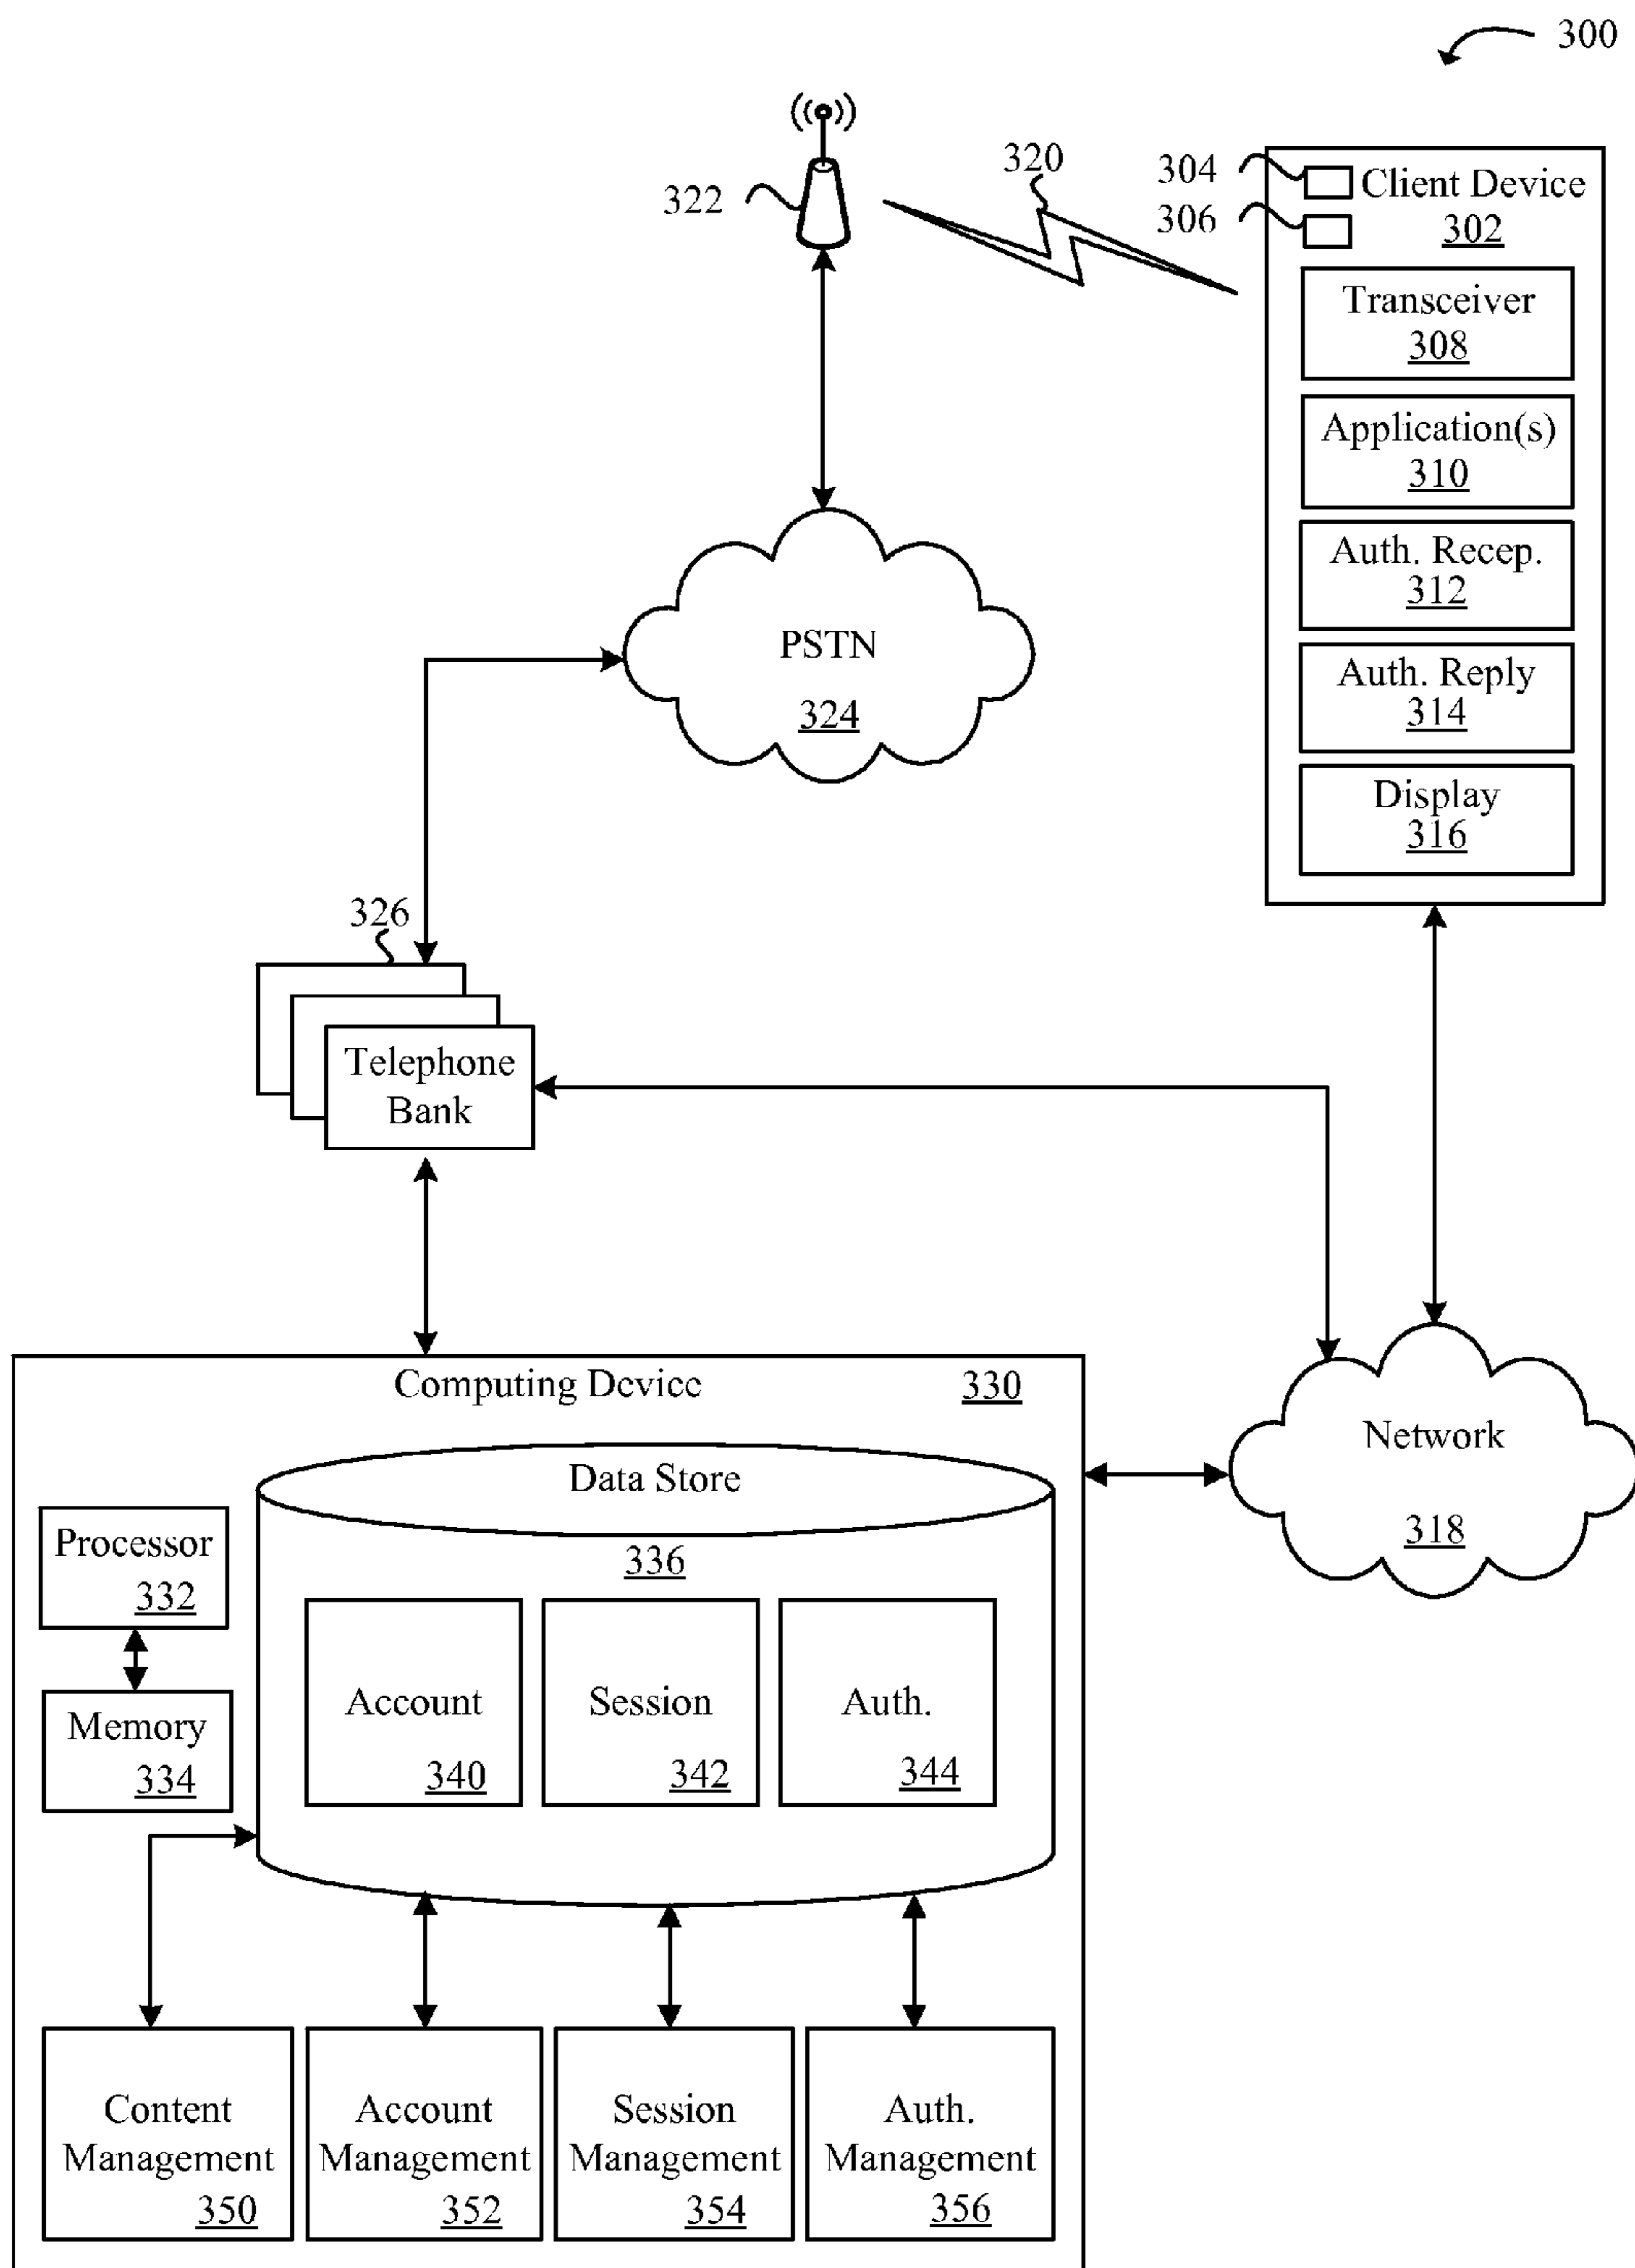 300
304
Client Device
306
302
320
322
Transceiver
308
Application(s)
310
Auth. Recep.
312
Auth. Reply
314
Display
316
PSTN
324
326
Telephone
Bank
Computing Device
330
Network
318
Data Store
336
Processor
332
Memory
334
Account
340
Session
342
Auth.
344
Content
Management
350
Account
Management
352
Session
Management
354
Auth.
Management
356